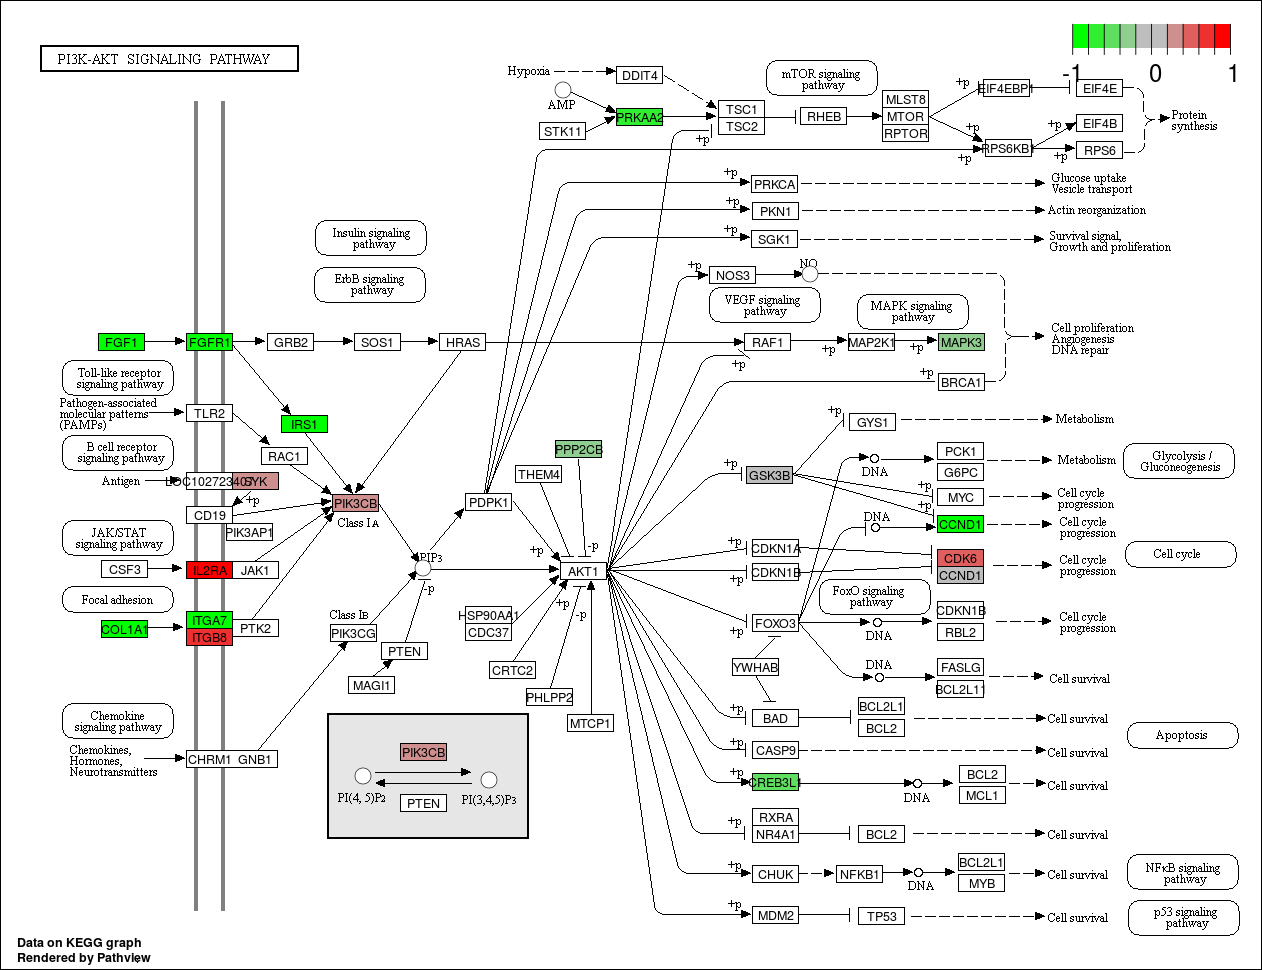 PI3K-AKT SIGNALING PATHWAY
-1
0
1
Hypoxia
DDIT4
AMP
STK11
PRKAA2
TSC1
TSC2
+p
mTOR signaling
pathway
RHEB
MLST8
MTOR
RPTOR
+p
EIF4EBP1
EIF4E
+p
RPS6KB1
+p
+p
EIF4B
+p
RPS6
Protein
synthesis
+p
PRKCA
Glucose uptake
Vesicle transport
+p
PKN1
Actin reorganization
+p
SGK1
Survival signal,
Growth and proliferation
Insulin signaling
pathway
ErbB signaling
pathway
+p
NOS3
NO
VEGF signaling
pathway
MAPK signaling
pathway
FGF1
FGFR1
GRB2
SOS1
HRAS
RAF1
+p
+p
MAP2K1
+p
MAPK3
Cell proliferation
Angiogenesis
DNA repair
+p
BRCA1
Toll-like receptor
signaling pathway
Pathogen-associated
molecular patterns
(PAMPs)
TLR2
IRS1
RAC1
B cell receptor
signaling pathway
Antigen
SYK
+p
CD19
PIK3AP1
PIK3CB
Class IA
PDPK1
THEM4
PPP2CB
+p
-p
GYS1
Metabolism
+p
GSK3B
DNA
PCK1
G6PC
Metabolism
Glycolysis /
Gluconeogenesis
+p
MYC
Cell cycle
progression
+p
DNA
CCND1
Cell cycle
progression
JAK/STAT
signaling pathway
CSF3
IL2RA
JAK1
PIP3
-p
AKT1
+p
CDKN1A
+p
CDKN1B
CDK6
CCND1
Cell cycle
progression
Cell cycle
Focal adhesion
COL1A1
ITGA7
ITGB8
PTK2
Class IB
PIK3CG
PTEN
MAGI1
HSP90AA1
CDC37
+p
-p
CRTC2
PHLPP2
MTCP1
FoxO signaling
pathway
+p
FOXO3
DNA
CDKN1B
RBL2
Cell cycle
progression
YWHAB
DNA
FASLG
BCL2L11
Cell survival
Chemokine
signaling pathway
Chemokines,
Hormones,
Neurotransmitters
CHRM1
GNB1
PIK3CB
PI(4, 5)P2
PI(3,4,5)P3
PTEN
+p
BAD
BCL2L1
BCL2
Cell survival
Apoptosis
+p
CASP9
Cell survival
+p
CREB3L1
DNA
BCL2
MCL1
Cell survival
+p
RXRA
NR4A1
BCL2
Cell survival
+p
CHUK
NFKB1
DNA
BCL2L1
MYB
Cell survival
NFκB signaling
pathway
+p
MDM2
TP53
Cell survival
p53 signaling
pathway
Data on KEGG graph
Rendered by Pathview